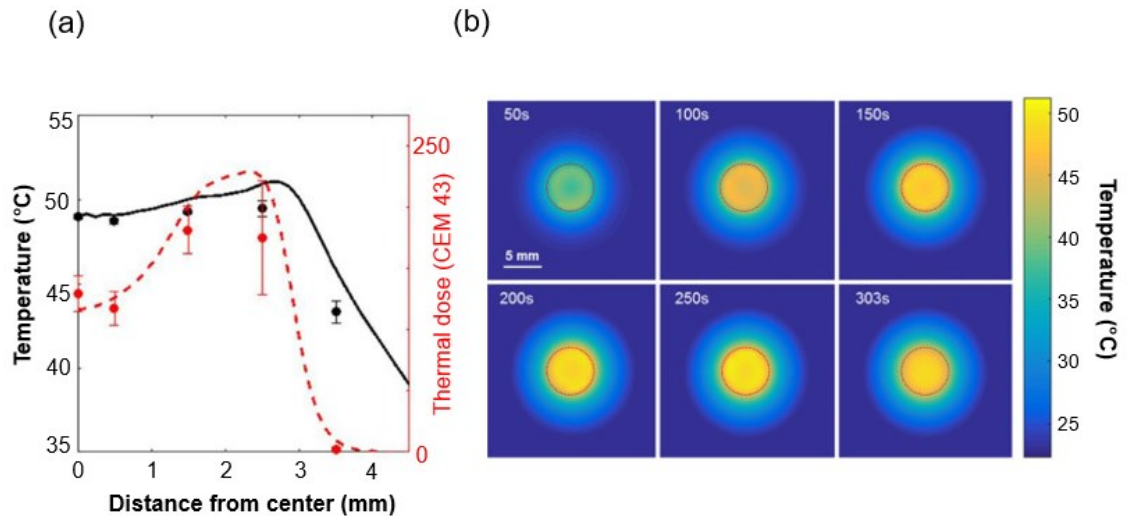 (a)
(b)
55
50
45
40
35
Temperature (°C)
250
0
Thermal dose (CEM 43)
0 1 2 3 4
Distance from center (mm)
50s
100s
150s
5 mm
200s
250s
303s
50
45
40
35
30
25
Temperature (°C)